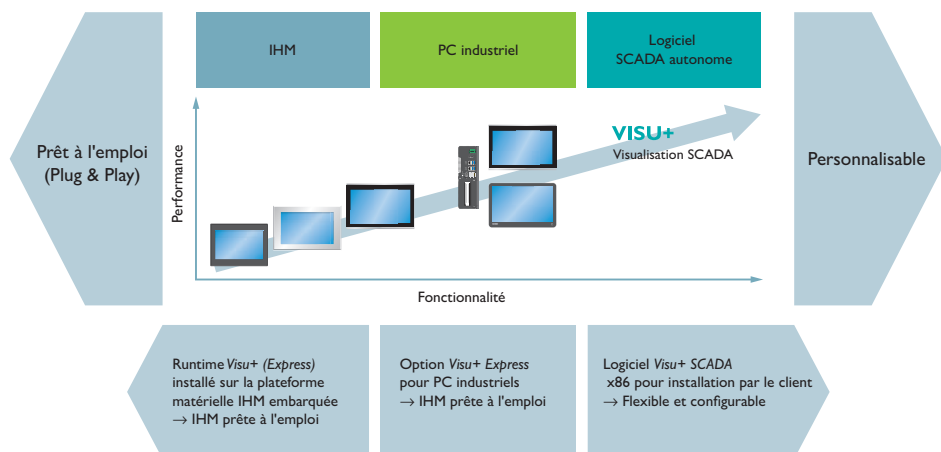 IHM
PC industriel
Logiciel
SCADA autonome
Prêt à l'emploi
(Plug & Play)
Performance
VISU+
Visualisation SCADA
Personnalisable
Fonctionnalité
Runtime Visu+ (Express)
installé sur la plateforme
matérielle IHM embarquée
→ IHM prête à l'emploi
Option Visu+ Express
pour PC industriels
→ IHM prête à l'emploi
Logiciel Visu+ SCADA
x86 pour installation par le client
→ Flexible et configurable